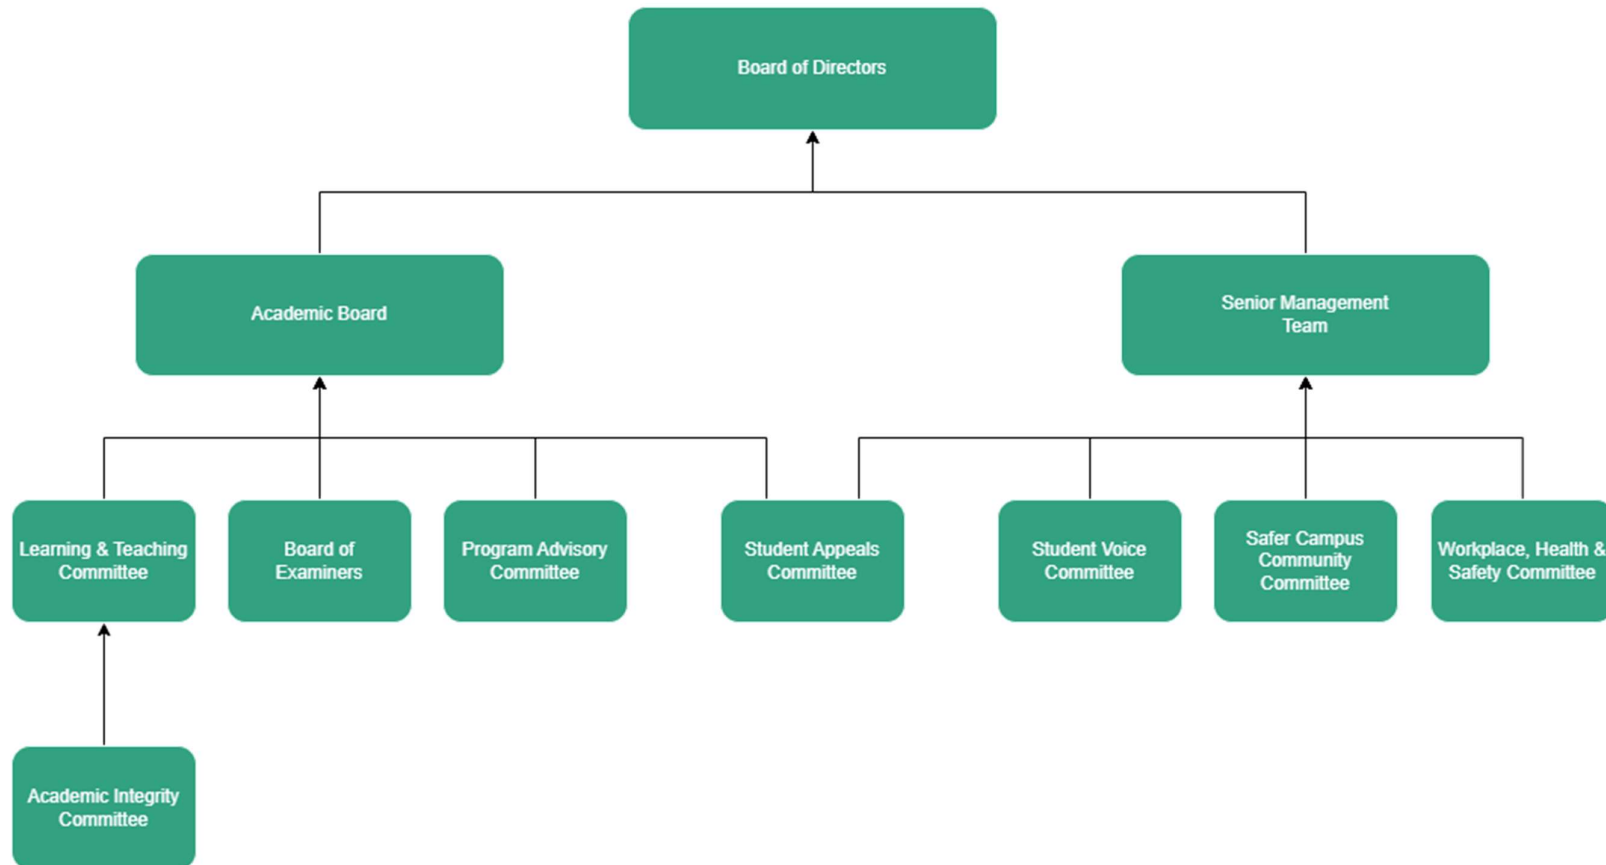 Board of Directors
Academic Board
Senior Management
Team
Learning & Teaching
Committee
Board of
Examiners
Program Advisory
Committee
Student Appeals
Committee
Student Voice
Committee
Safer Campus
Community
Committee
Workplace, Health &
Safety Committee
Academic Integrity
Committee